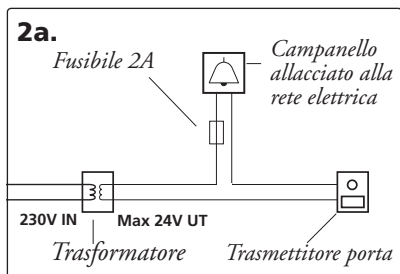 2a.
Fusibile 2A
Campanello
allacciato alla
rete elettrica
230V IN
Max 24V UT
Trasformatore
Trasmettitore porta